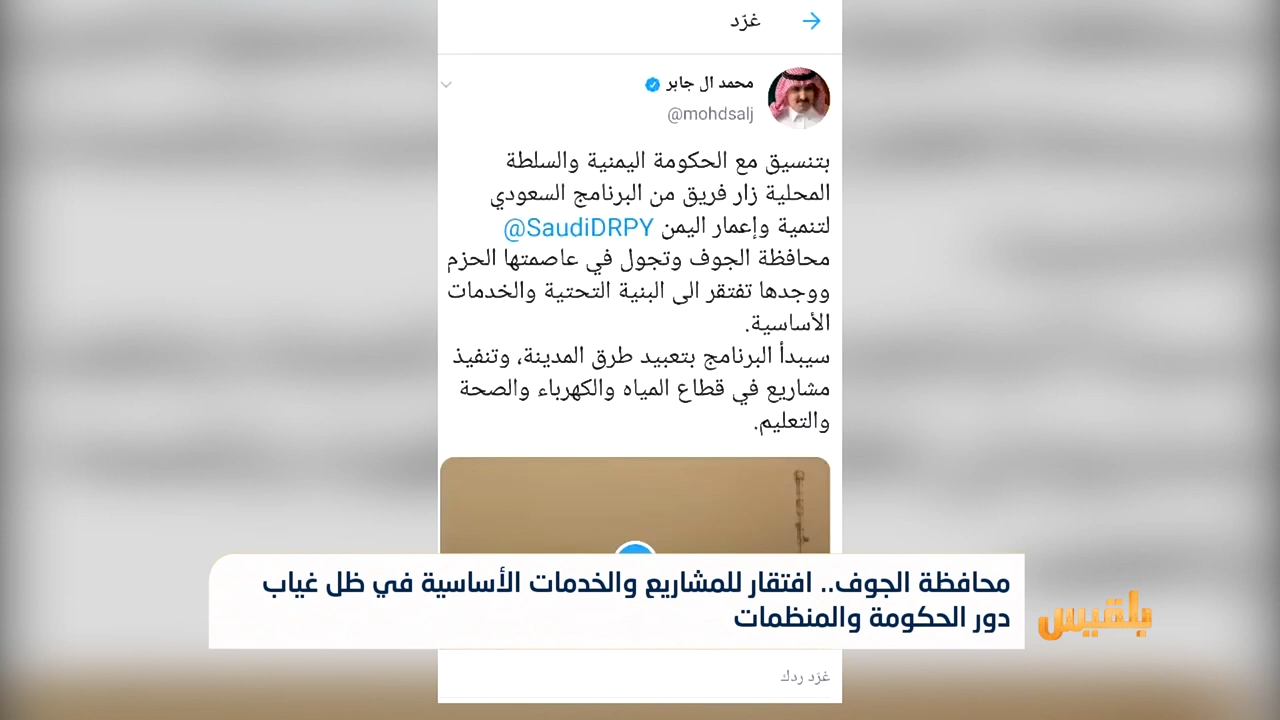 غرّد
محمد ال جابر
@mohdsalj
بتنسيق مع الحكومة اليمنية والسلطة
المحلية زار فريق من البرنامج السعودي
لتنمية وإعمار اليمن @SaudiDRPY
محافظة الجوف وتجول في عاصمتها الحزم
ووجدها تفتقر الى البنية التحتية والخدمات
الأساسية.
سيبدأ البرنامج بتعبيد طرق المدينة، وتنفيذ
مشاريع في قطاع المياه والكهرباء والصحة
والتعليم.
محافظة الجوف.. افتقار للمشاريع والخدمات الأساسية في ظل غياب
دور الحكومة والمنظمات
بلقيس
غرّد ردك